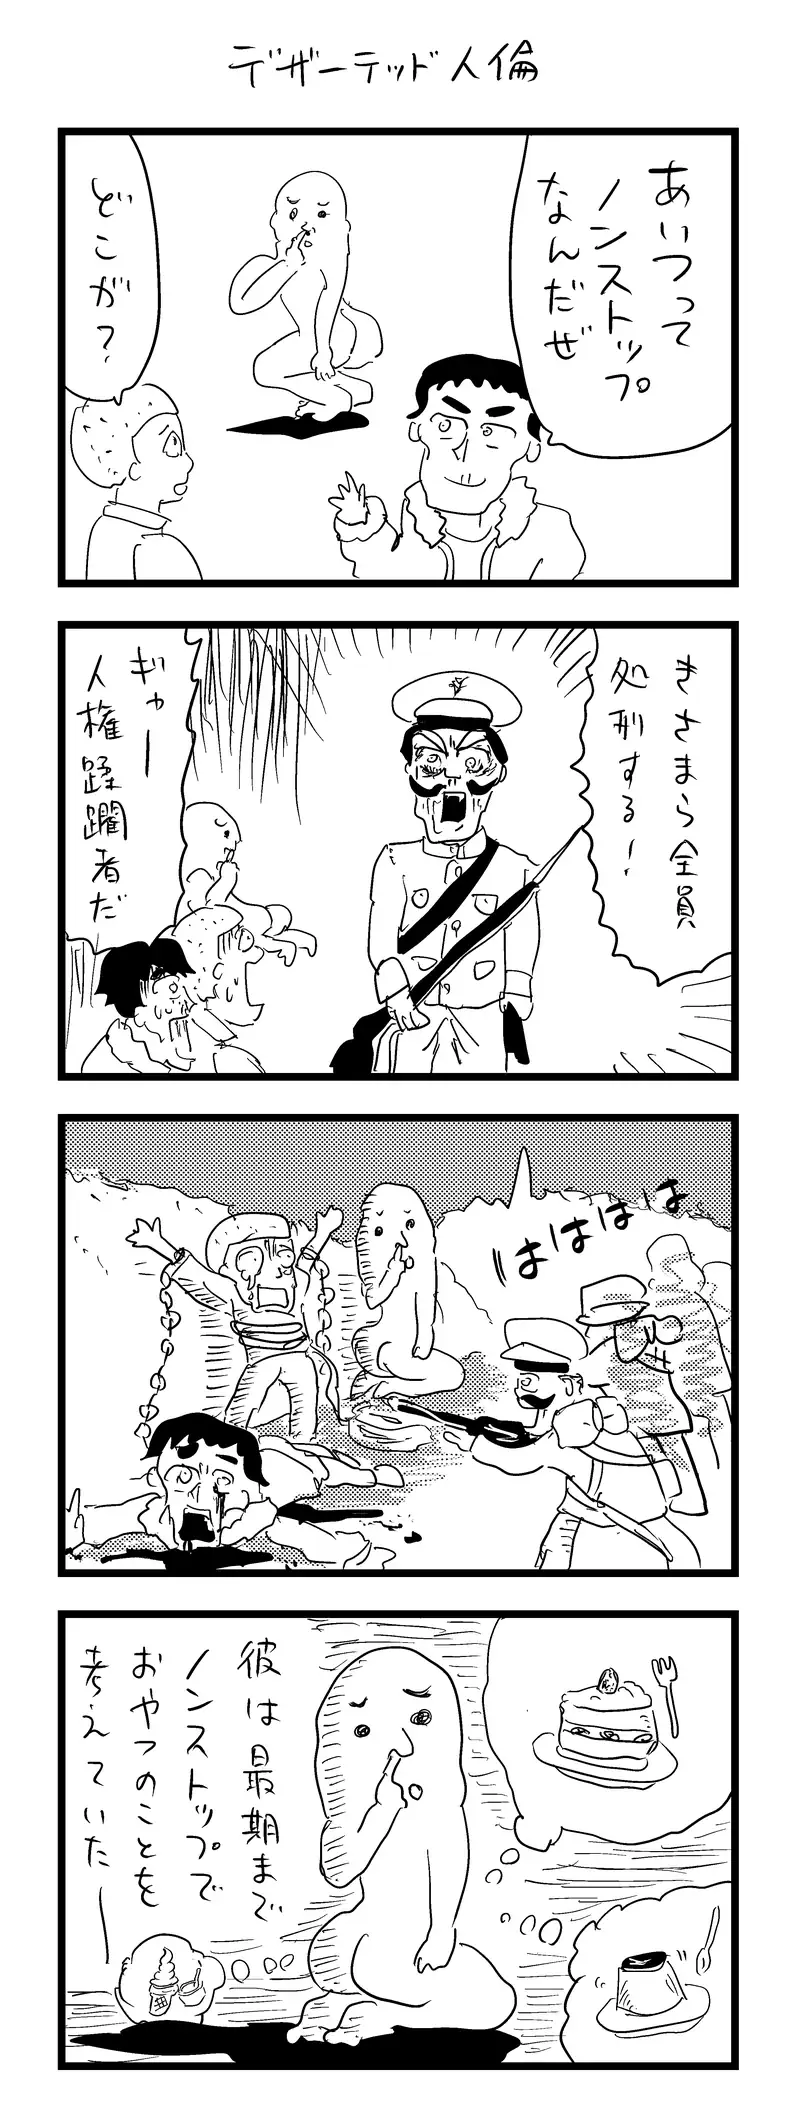 デザーテッド人倫
あいつって
ノンストップ
なんだぜ
どこが?
きさまら全員
処刑する!
ギャー
人権蹂躙者だ
はははは
彼は最期まで
ノンストップで
おやつのことを
考えていた―